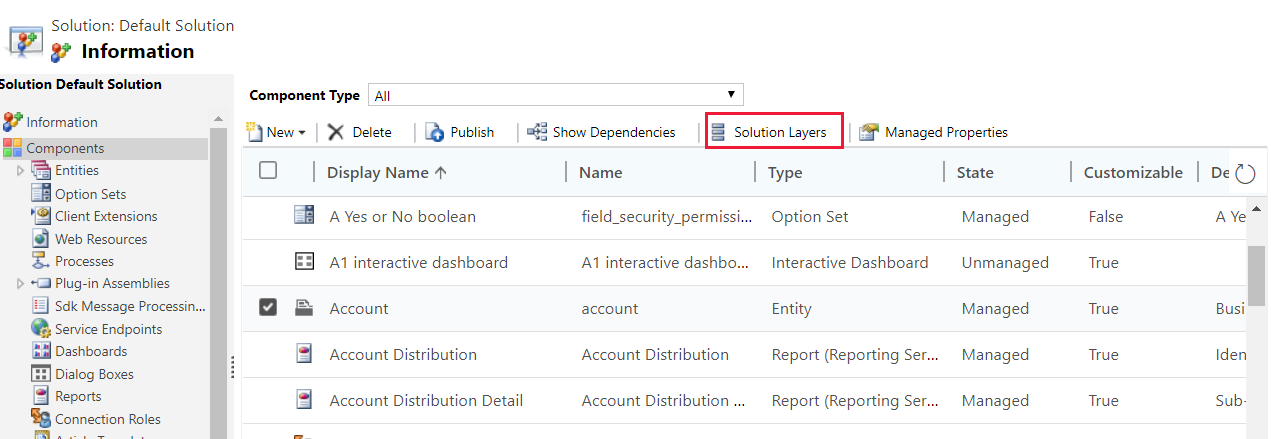 Solution: Default Solution
Information
Solution Default Solution
Information
Components
Entities
Option Sets
Client Extensions
Web Resources
Processes
Plug-in Assemblies
Sdk Message Processin...
Service Endpoints
Dashboards
Dialog Boxes
Reports
Connection Roles
Component Type All
New Delete Publish Show Dependencies Solution Layers Managed Properties
Display Name Name Type State Customizable De
A Yes or No boolean field_security_permissi... Option Set Managed False A Ye
A1 interactive dashboard A1 interactive dashbo... Interactive Dashboard Unmanaged True
Account account Entity Managed True Busi
Account Distribution Account Distribution Report (Reporting Ser... Managed True Iden
Account Distribution Detail Account Distribution ... Report (Reporting Ser... Managed True Sub-